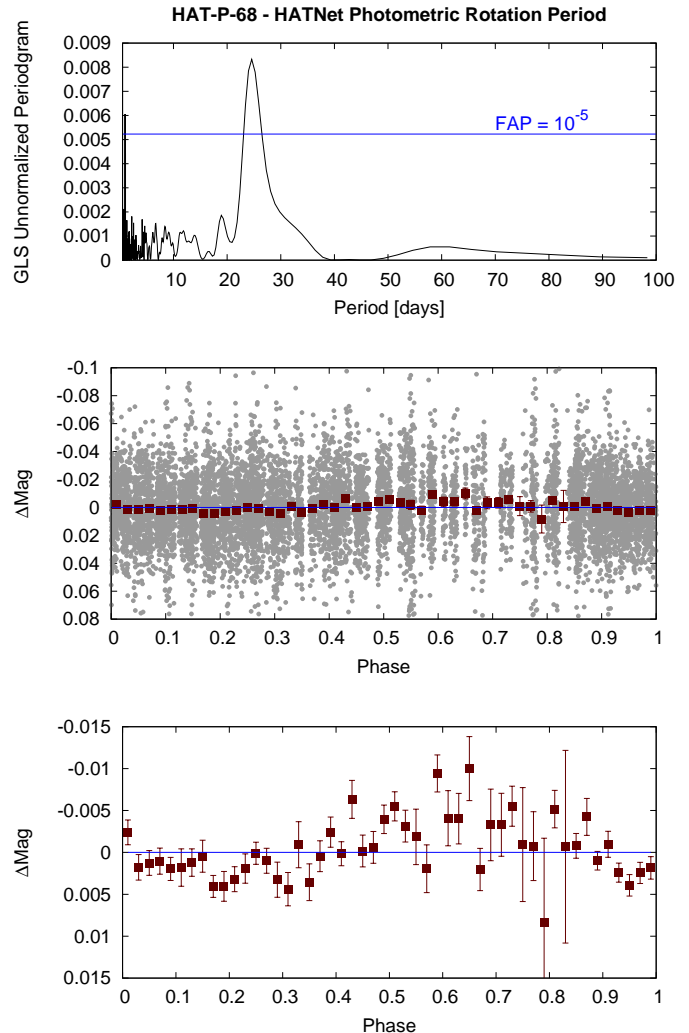 HAT-P-68 - HATNet Photometric Rotation Period
GLS Unnormalized Periodgram
0.009
0.008
0.007
0.006
0.005
0.004
0.003
0.002
0.001
0
FAP = 10^-5
10 20 30 40 50 60 70 80 90 100
Period [days]
ΔMag
-0.1
-0.08
-0.06
-0.04
-0.02
0
0.02
0.04
0.06
0.08
0 0.1 0.2 0.3 0.4 0.5 0.6 0.7 0.8 0.9 1
Phase
ΔMag
-0.015
-0.01
-0.005
0
0.005
0.01
0.015
0 0.1 0.2 0.3 0.4 0.5 0.6 0.7 0.8 0.9 1
Phase